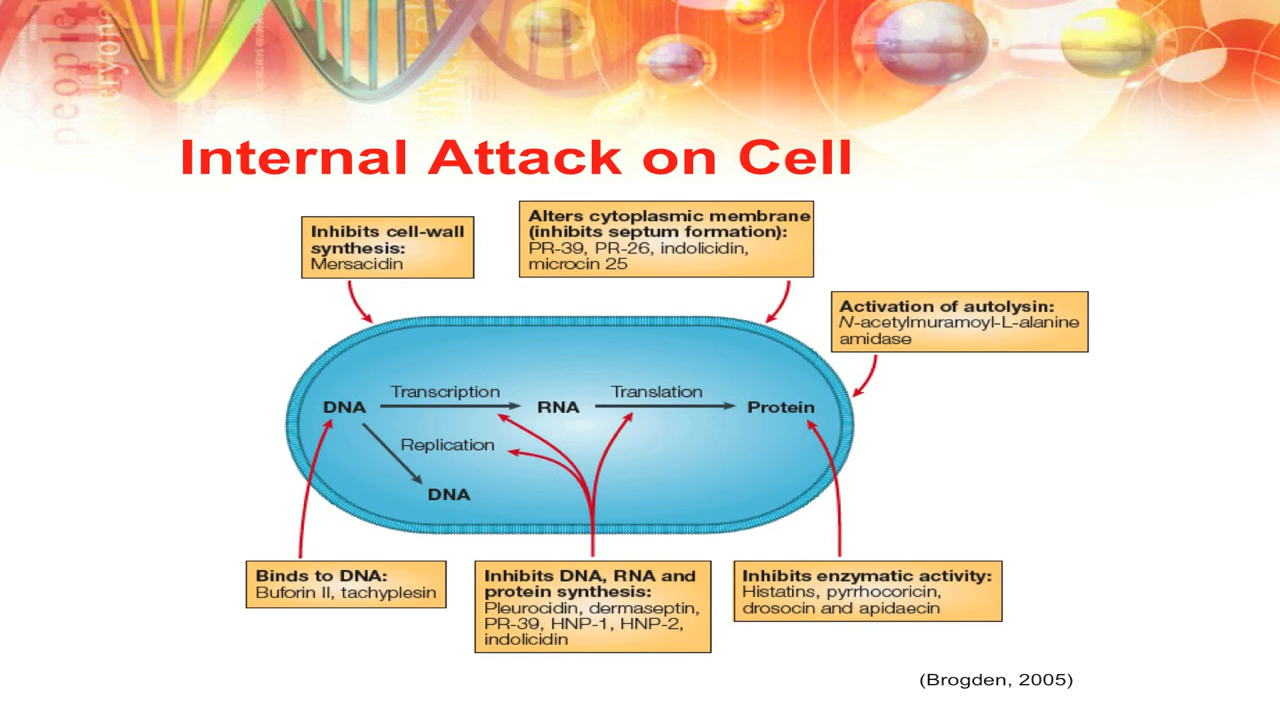 people
eryone
Internal Attack on Cell
Inhibits cell-wall
synthesis:
Mersacidin
Alters cytoplasmic membrane
(inhibits septum formation):
PR-39, PR-26, indolicidin,
microcin 25
Activation of autolysin:
N-acetylmuramoyl-L-alanine
amidase
DNA
Transcription
RNA
Translation
Protein
Replication
DNA
Binds to DNA:
Buforin II, tachyplesin
Inhibits DNA, RNA and
protein synthesis:
Pleurocidin, dermaseptin,
PR-39, HNP-1, HNP-2,
indolicidin
Inhibits enzymatic activity:
Histatins, pyrrhocoricin,
drosocin and apidaecin
(Brogden, 2005)